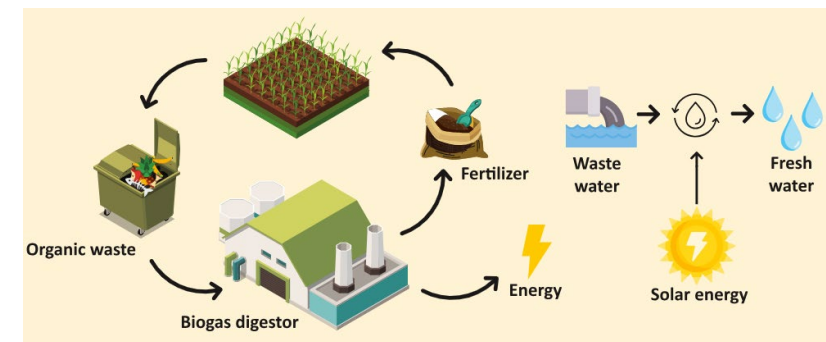 Organic waste
Biogas digestor
Fertilizer
Energy
Waste
water
Fresh
water
Solar energy